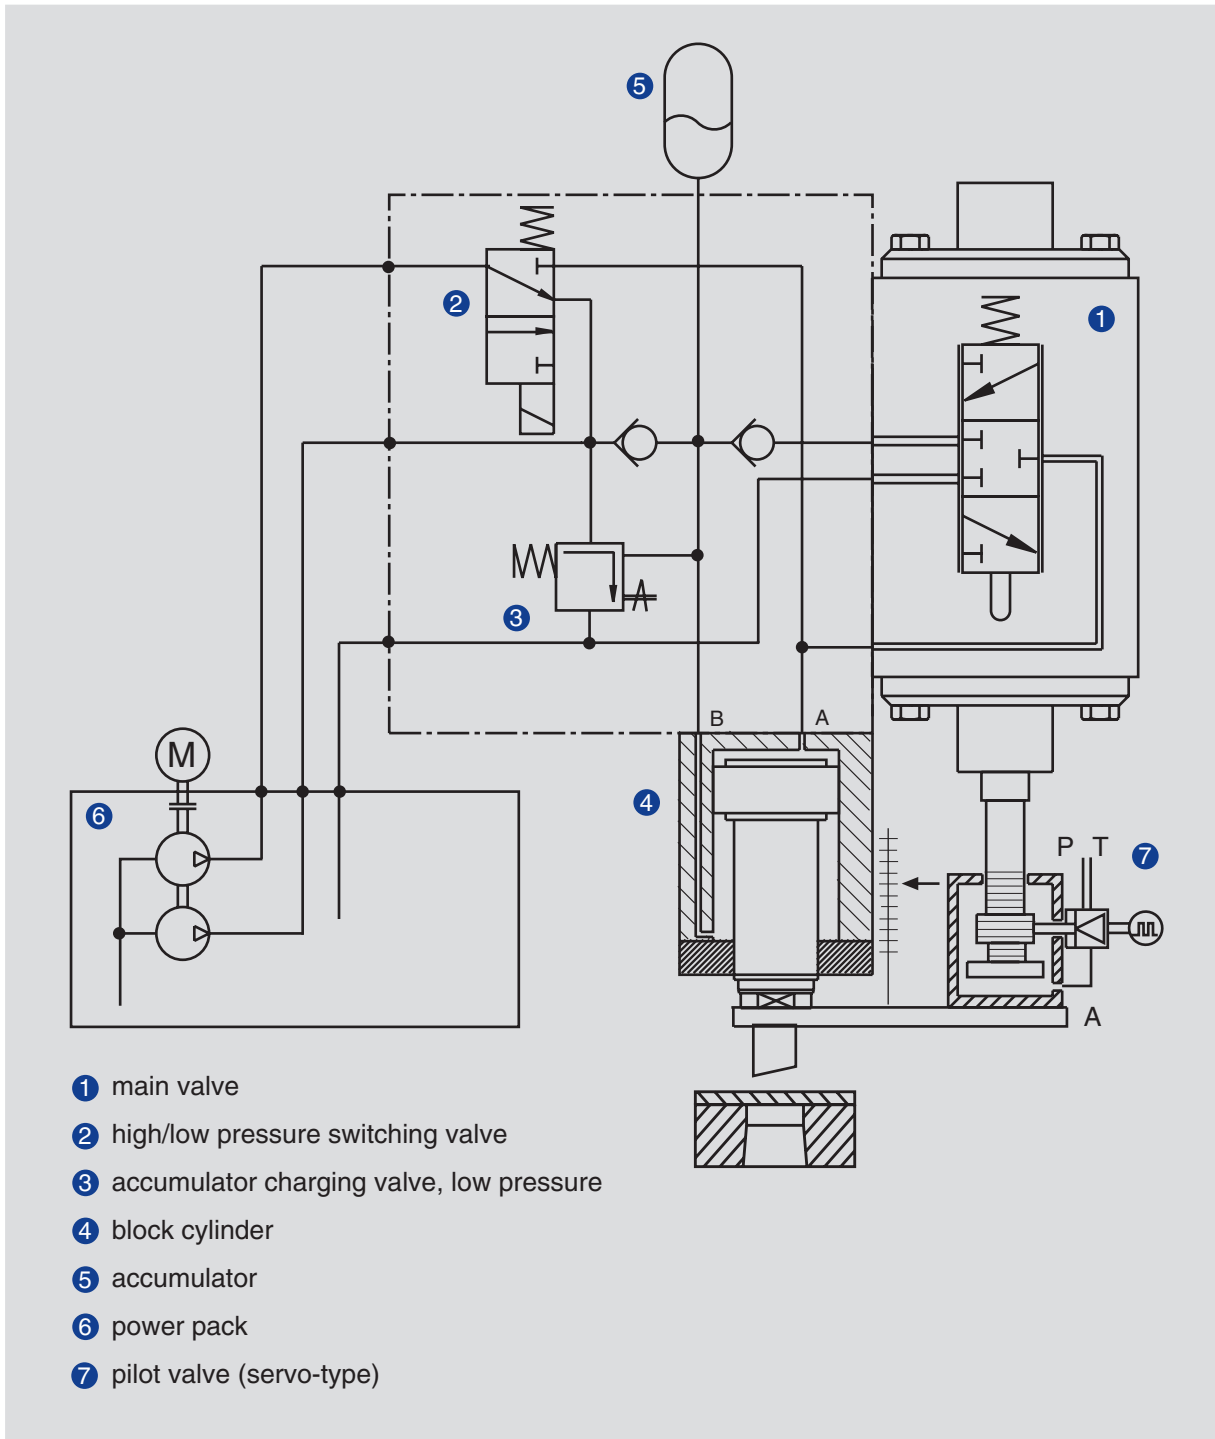 5
2
1
3
B A
M
6
4
P T
7
A
1 main valve
2 high/low pressure switching valve
3 accumulator charging valve, low pressure
4 block cylinder
5 accumulator
6 power pack
7 pilot valve (servo-type)